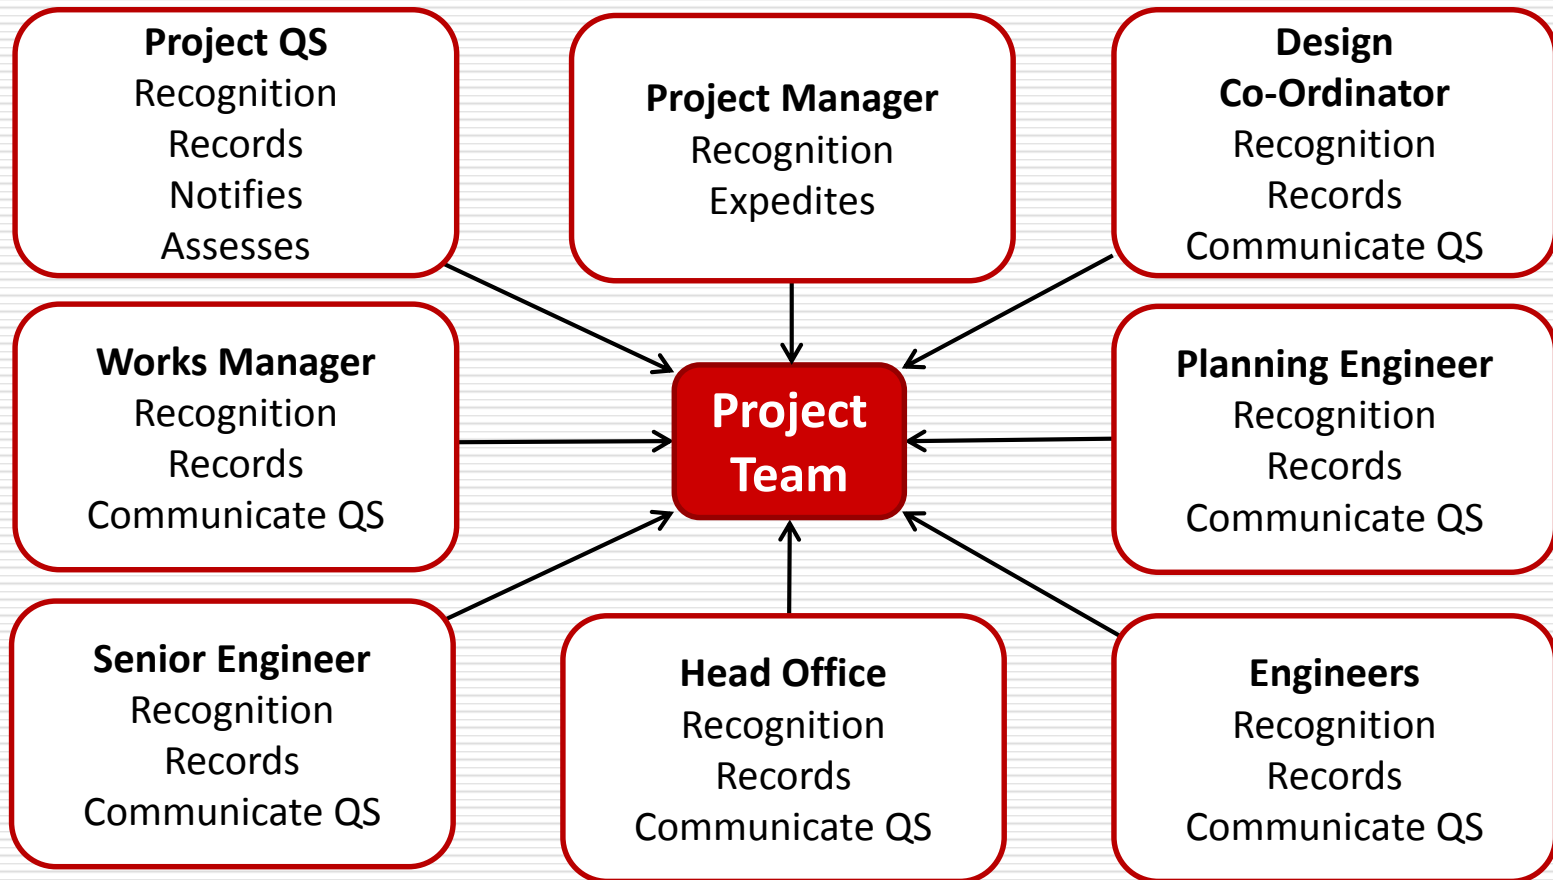 Project QS
Recognition
Records
Notifies
Assesses
Project Manager
Recognition
Expedites
Design
Co-Ordinator
Recognition
Records
Communicate QS
Works Manager
Recognition
Records
Communicate QS
Project
Team
Planning Engineer
Recognition
Records
Communicate QS
Senior Engineer
Recognition
Records
Communicate QS
Head Office
Recognition
Records
Communicate QS
Engineers
Recognition
Records
Communicate QS